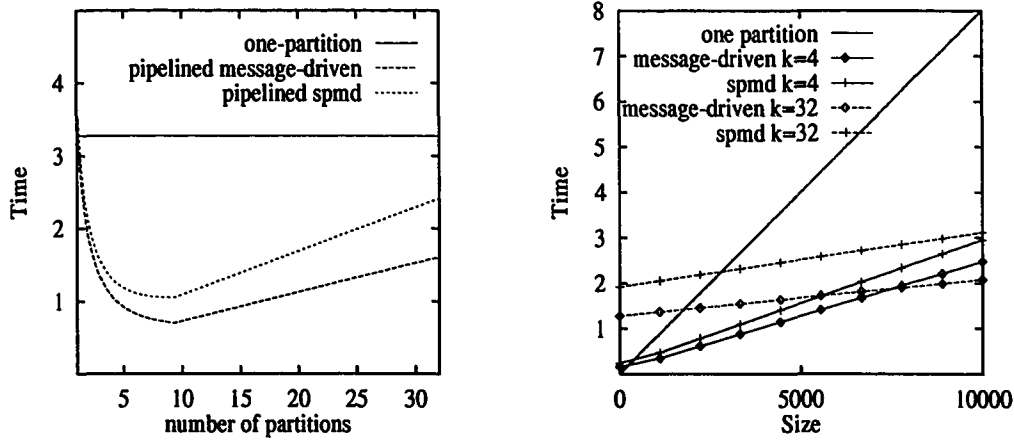 one-partition
pipelined message-driven
pipelined spmd
4
3
2
1
Time
5 10 15 20 25 30
number of partitions
8
7
6
5
4
3
2
1
Time
one partition
message-driven k=4
spmd k=4
message-driven k=32
spmd k=32
0 5000 10000
Size